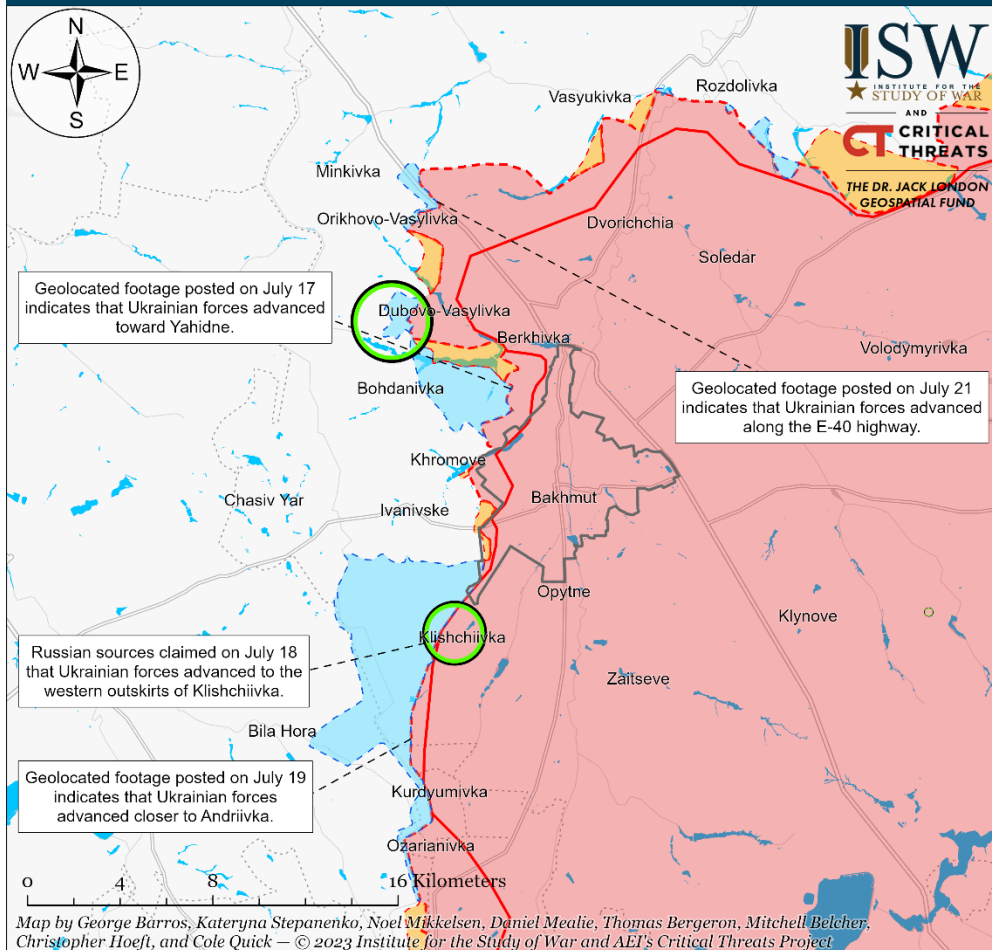 N
W E
S
ISW
INSTITUTE FOR THE
STUDY OF WAR
AND
CT CRITICAL
THREATS
THE DR. JACK LONDON
GEOSPATIAL FUND
Vasyukivka
Rozdolivka
Minkivka
Orikhovo-Vasylivka
Dvorichchia
Soledar
Geolocated footage posted on July 17
indicates that Ukrainian forces advanced
toward Yahidne.
Dubovo-Vasylivka
Berkhivka
Volodymyrivka
Bohdanivka
Geolocated footage posted on July 21
indicates that Ukrainian forces advanced
along the E-40 highway.
Khromove
Chasiv Yar
Ivanivske
Bakhmut
Opytne
Klynove
Klishchiivka
Russian sources claimed on July 18
that Ukrainian forces advanced to the
western outskirts of Klishchiivka.
Zaitseve
Bila Hora
Geolocated footage posted on July 19
indicates that Ukrainian forces
advanced closer to Andriivka.
Kurdyumivka
Ozarianivka
0 4 8 16 Kilometers
Map by George Barros, Kateryna Stepanenko, Noel Mikkelsen, Daniel Mealie, Thomas Bergeron, Mitchell Belcher,
Christopher Hoeft, and Cole Quick — © 2023 Institute for the Study of War and AEI's Critical Threats Project